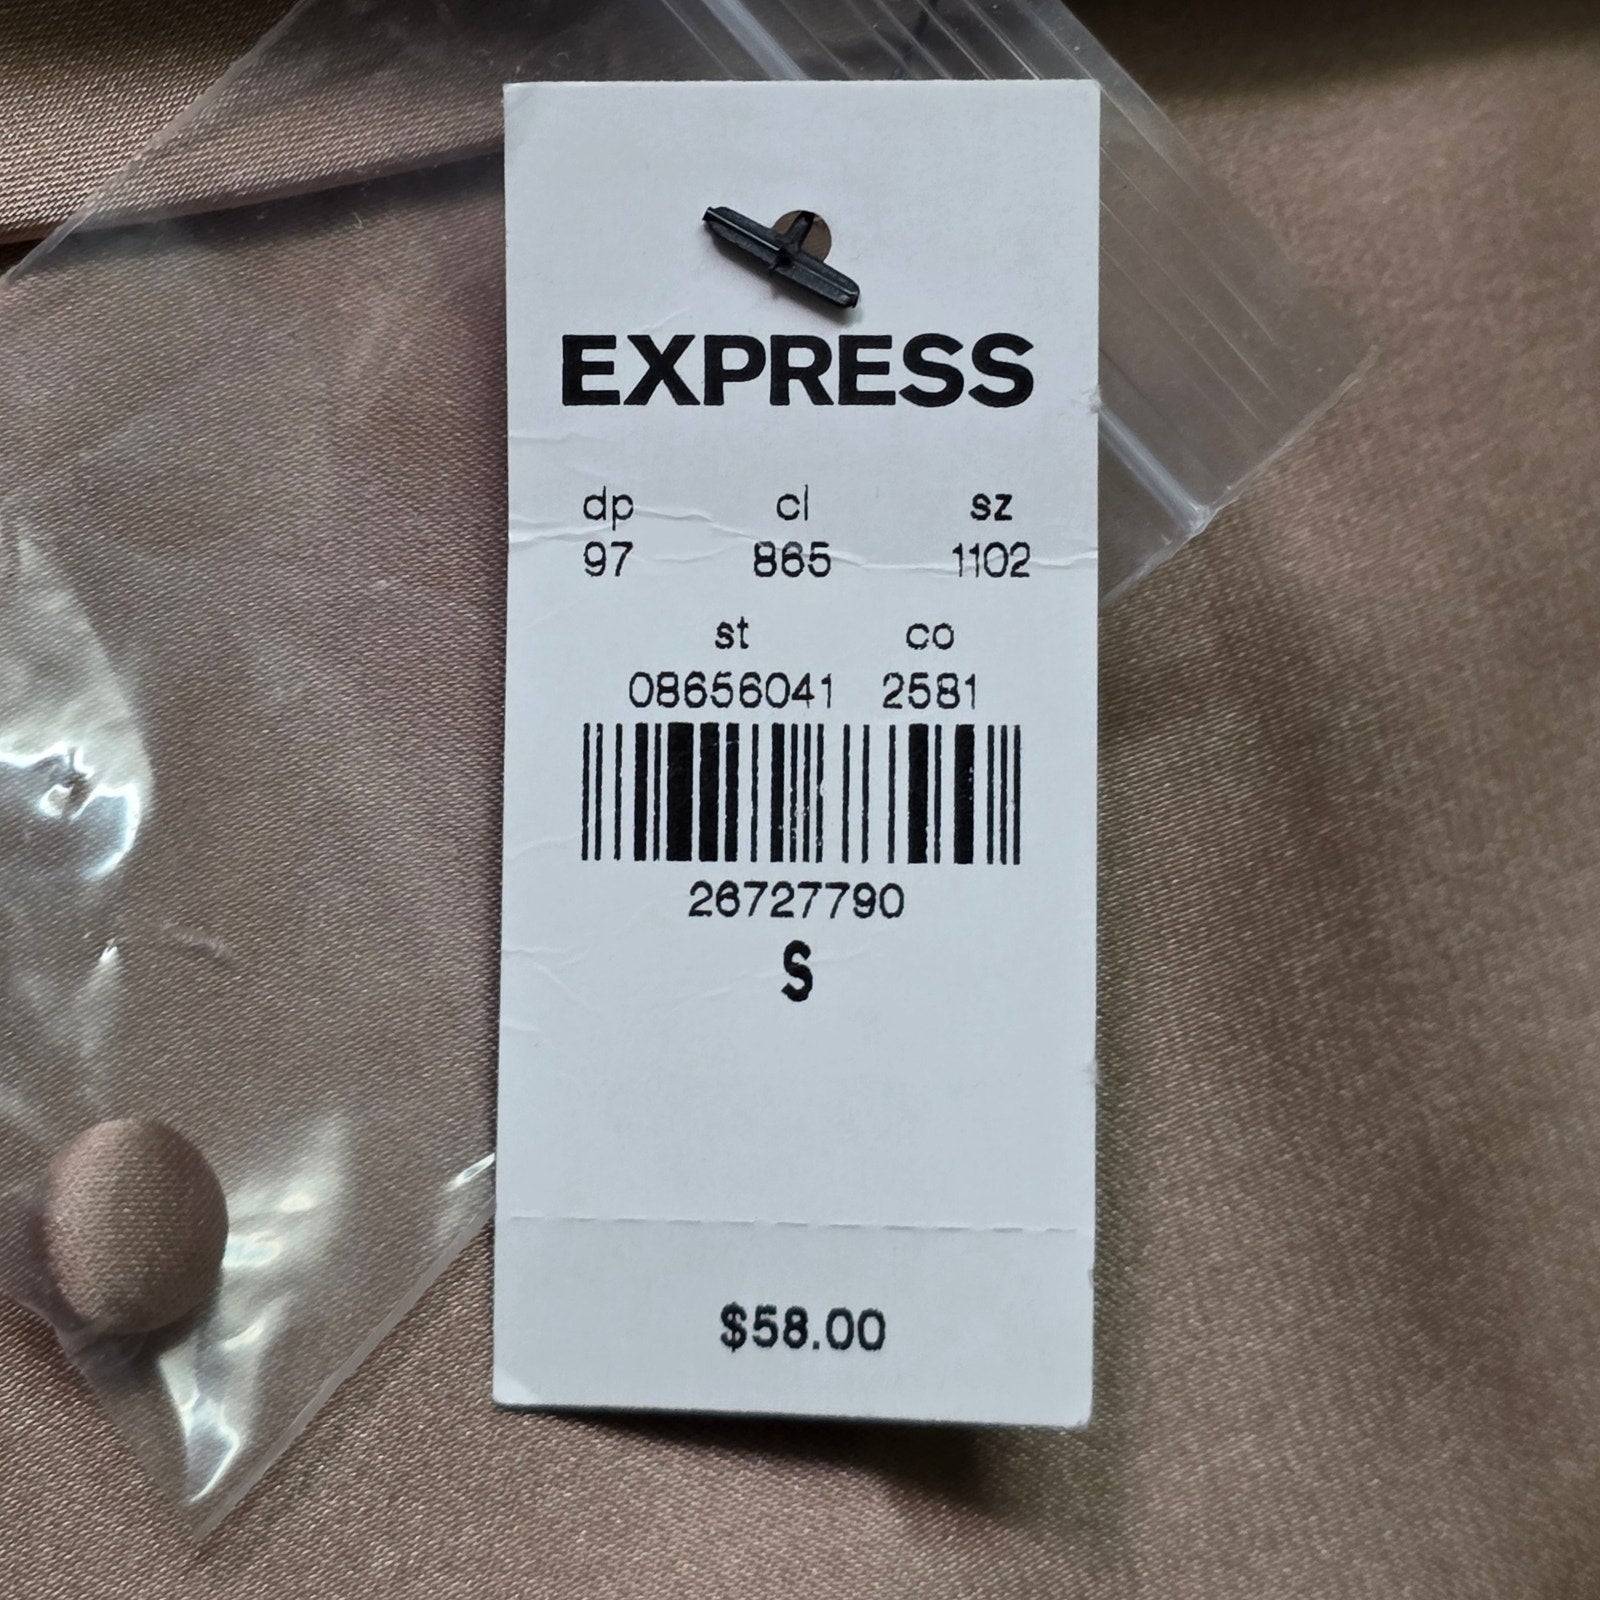 EXPRESS
dp cl sz
97 865 1102
st co
08656041 2581
26727790
S
$58.00